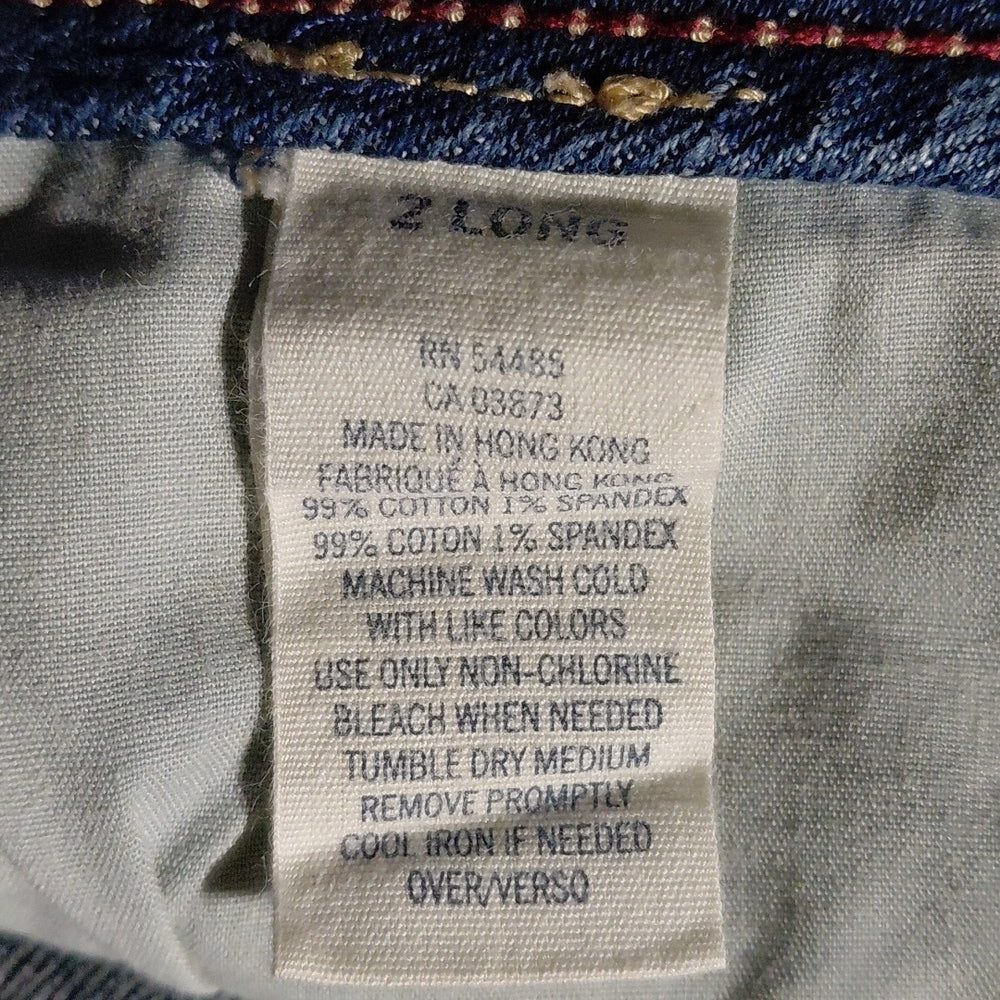 2 LONG
RN 54485
CA 03873
MADE IN HONG KONG
FABRIQUÉ À HONG KONG
99% COTTON 1% SPANDEX
99% COTON 1% SPANDEX
MACHINE WASH COLD
WITH LIKE COLORS
USE ONLY NON-CHLORINE
BLEACH WHEN NEEDED
TUMBLE DRY MEDIUM
REMOVE PROMPTLY
COOL IRON IF NEEDED
OVER/VERSO